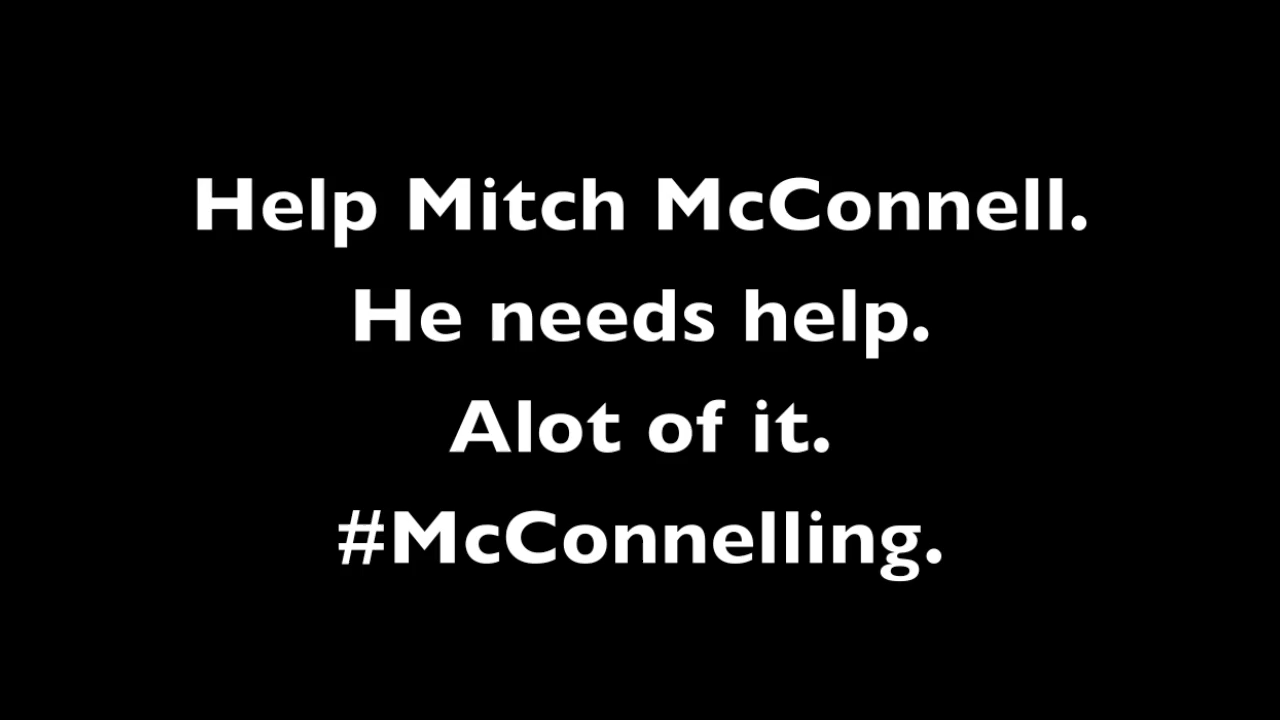 Help Mitch McConnell.
He needs help.
Alot of it.
#McConnelling.